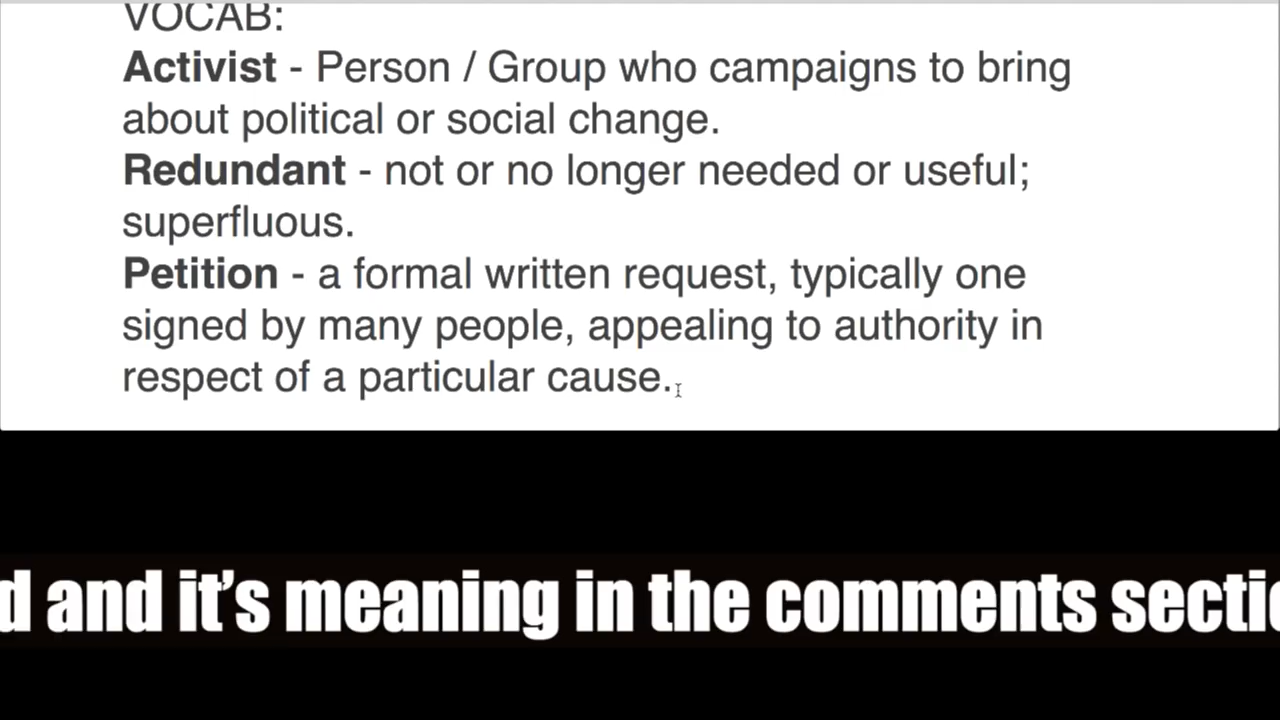 VOCAB:
Activist - Person / Group who campaigns to bring
about political or social change.
Redundant - not or no longer needed or useful;
superfluous.
Petition - a formal written request, typically one
signed by many people, appealing to authority in
respect of a particular cause.
and it’s meaning in the comments